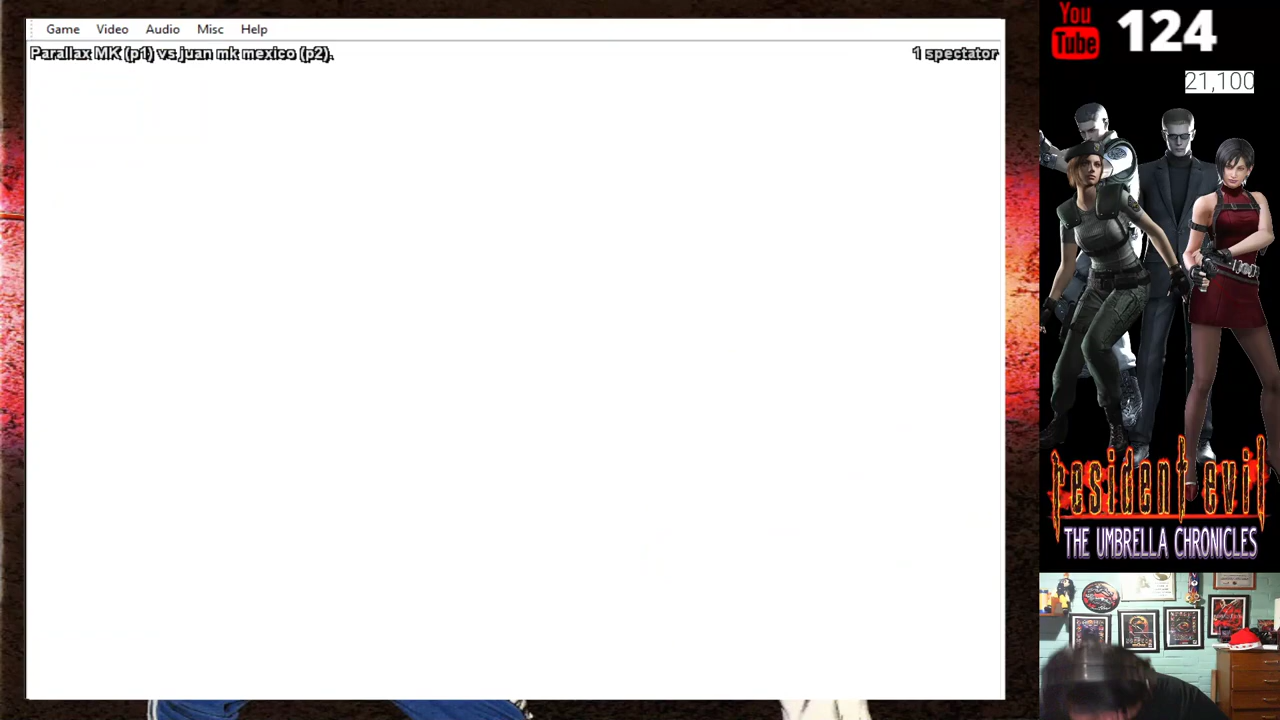 Game Video Audio Misc Help
Parallax MK (p1) vs juan mk mexico (p2).
1 spectator
You Tube 124
21,100
resident evil
THE UMBRELLA CHRONICLES